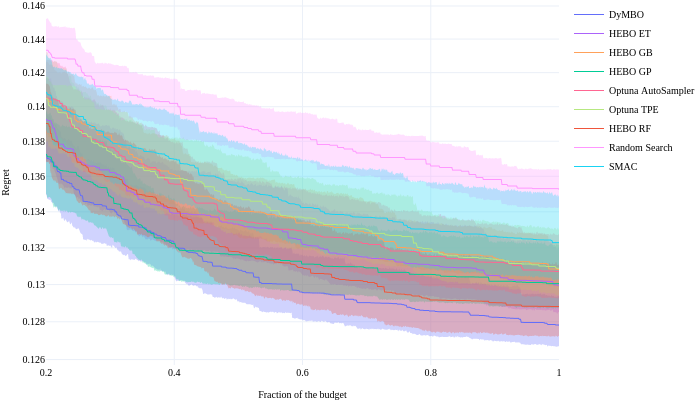 0.146
0.144
0.142
0.14
0.138
0.136
0.134
0.132
0.13
0.128
0.126
Regret
0.2
0.4
0.6
0.8
1
Fraction of the budget
DyMBO
HEBO ET
HEBO GB
HEBO GP
Optuna AutoSampler
Optuna TPE
HEBO RF
Random Search
SMAC